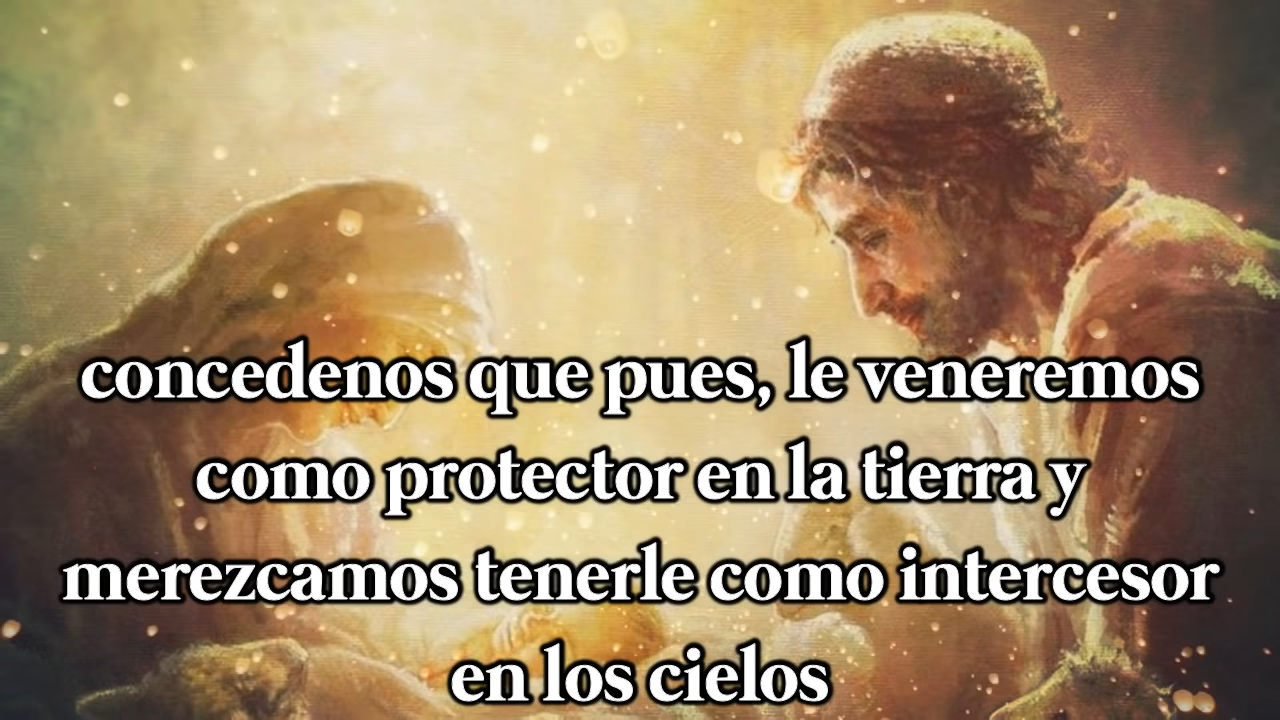 concedenos que pues, le veneremos
como protector en la tierra y
merezcamos tenerle como intercesor
en los cielos